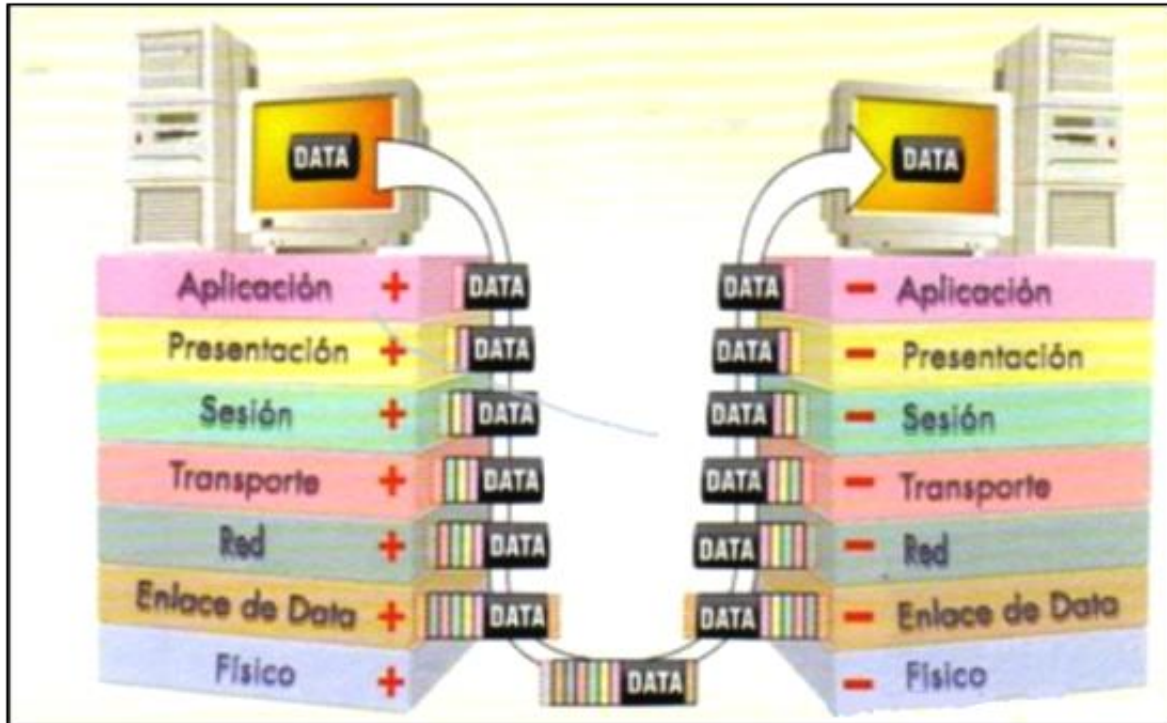 DATA
DATA
Aplicación + DATA
DATA - Aplicación
Presentación + DATA
DATA - Presentación
Sesión + DATA
DATA - Sesión
Transporte + DATA
DATA - Transporte
Red + DATA
DATA - Red
Enlace de Data + DATA
DATA - Enlace de Data
Físico +
DATA
- Físico